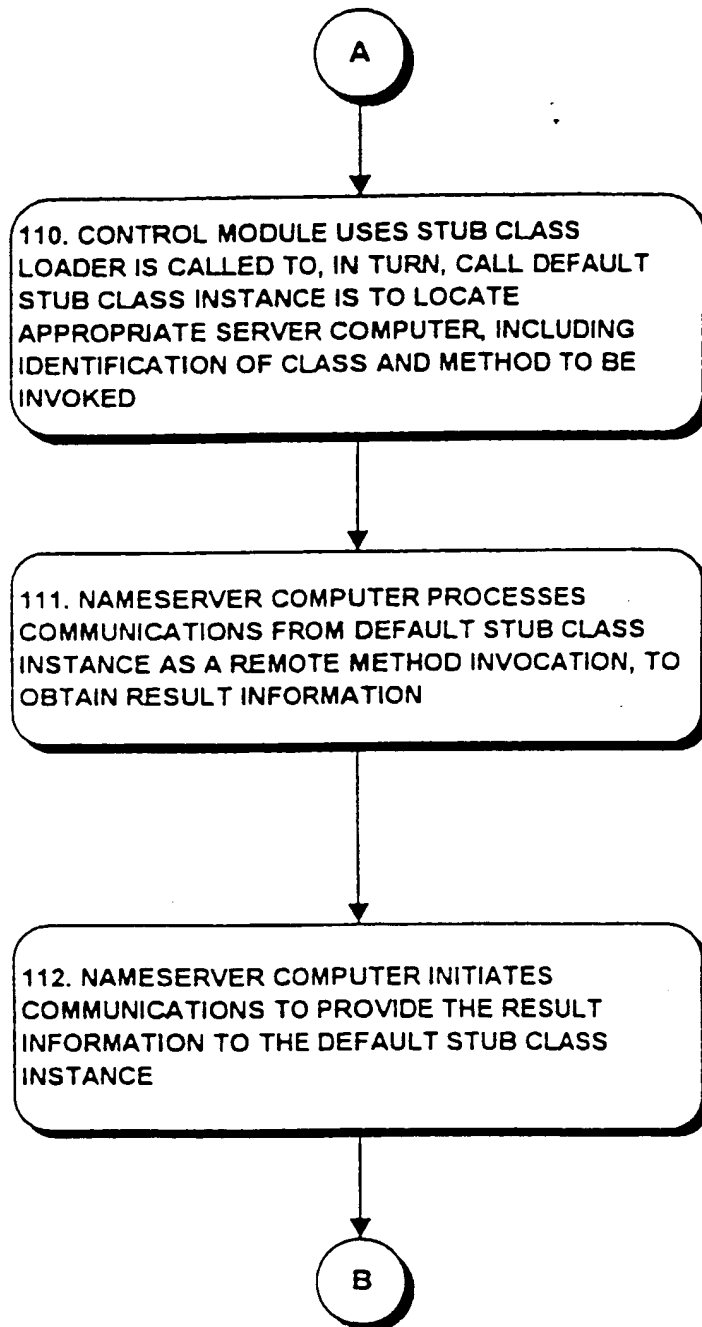 A
110. CONTROL MODULE USES STUB CLASS
LOADER IS CALLED TO, IN TURN, CALL DEFAULT
STUB CLASS INSTANCE IS TO LOCATE
APPROPRIATE SERVER COMPUTER, INCLUDING
IDENTIFICATION OF CLASS AND METHOD TO BE
INVOKED
111. NAMESERVER COMPUTER PROCESSES
COMMUNICATIONS FROM DEFAULT STUB CLASS
INSTANCE AS A REMOTE METHOD INVOCATION, TO
OBTAIN RESULT INFORMATION
112. NAMESERVER COMPUTER INITIATES
COMMUNICATIONS TO PROVIDE THE RESULT
INFORMATION TO THE DEFAULT STUB CLASS
INSTANCE
B